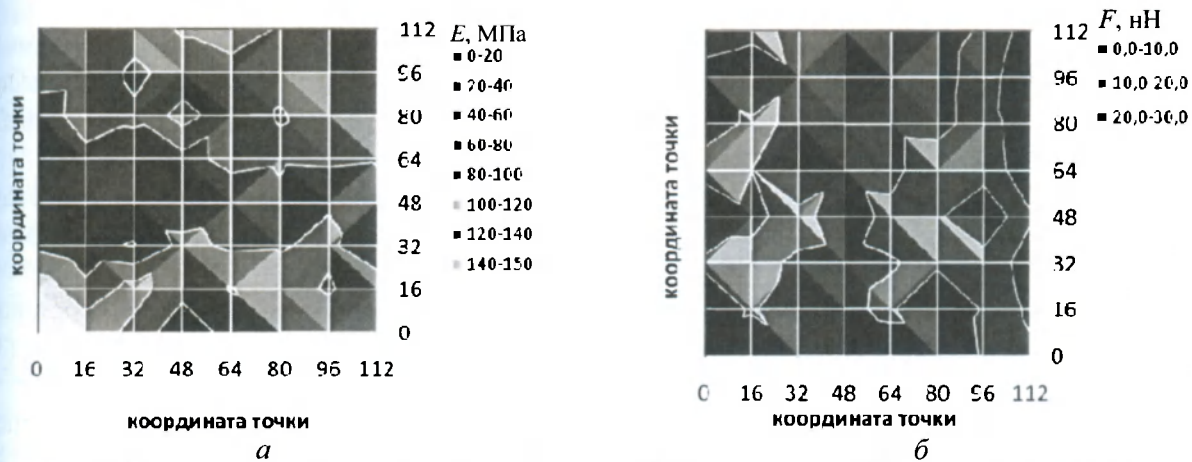 112 E, МПа
■ 0-20
96
■ 20-40
80
■ 40-60
■ 60-80
64
■ 80-100
48
100-120
32
■ 120-140
16
140-150
0
0 16 32 48 64 80 96 112
координата точки
координата точки
а
112 F, нН
■ 0,0-10,0
96
■ 10,0 20,0
80
■ 20,0-30,0
64
48
32
16
0
0 16 32 48 64 80 96 112
координата точки
координата точки
б